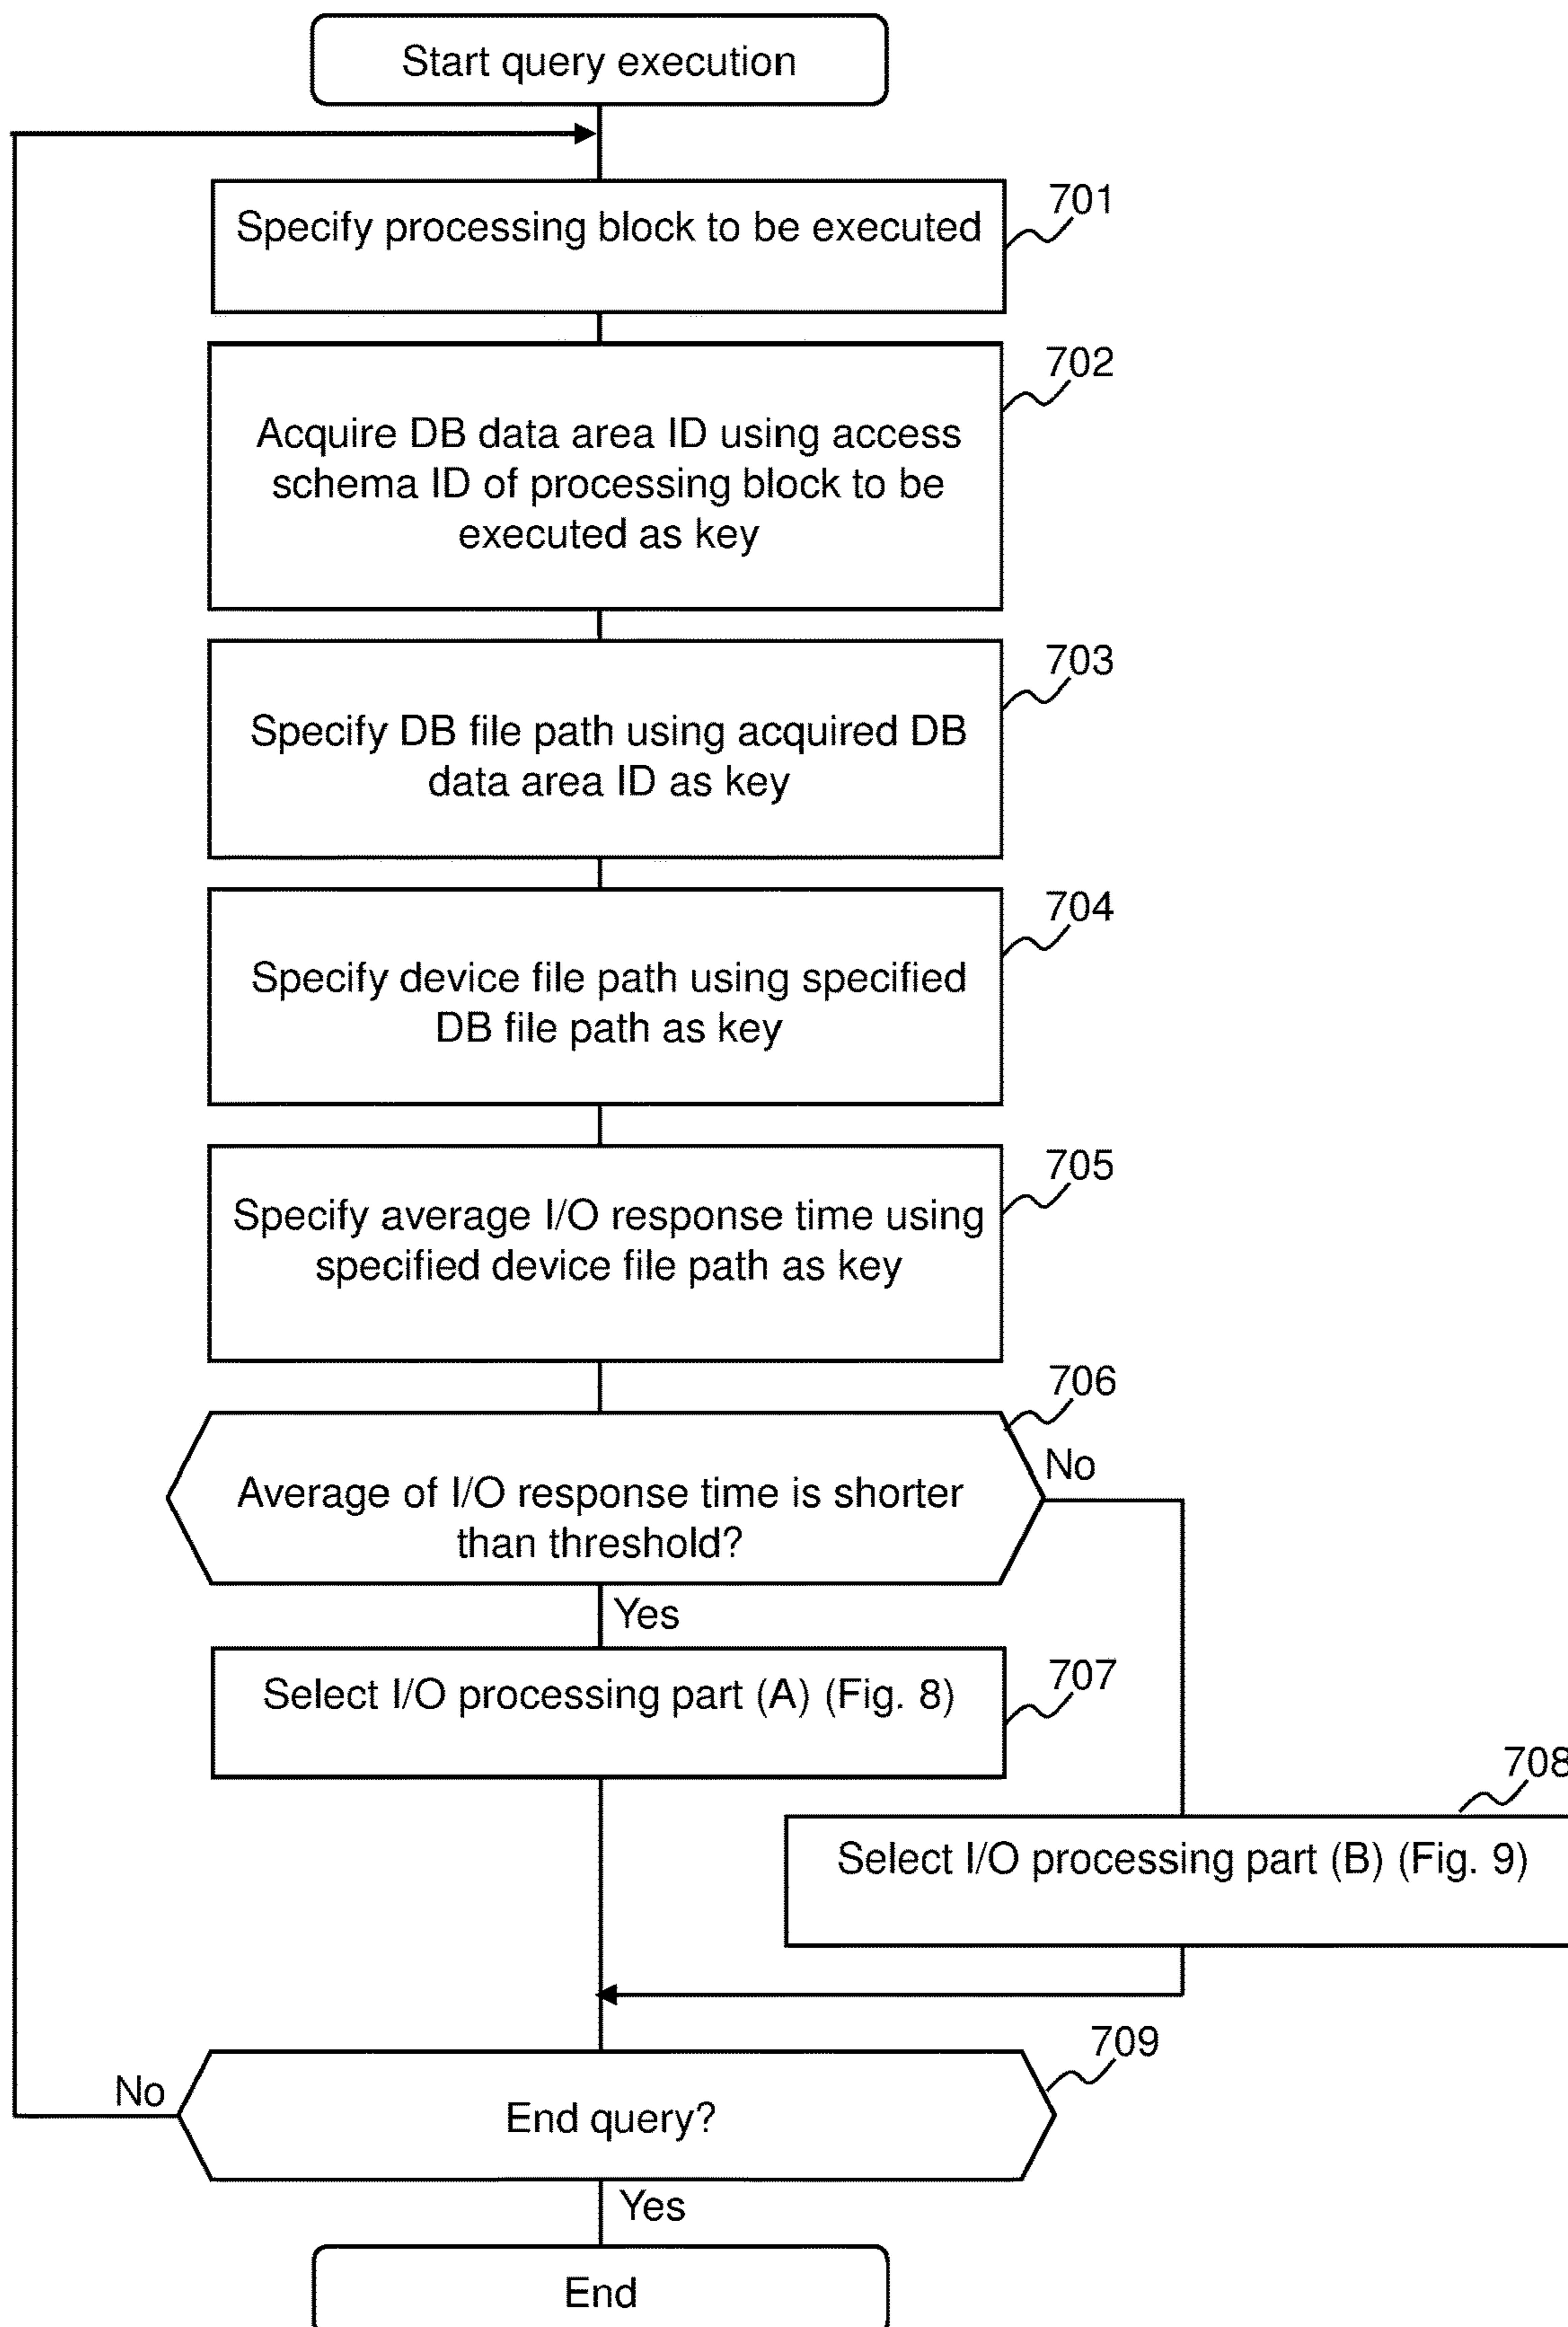 Start query execution
701
Specify processing block to be executed
702
Acquire DB data area ID using access
schema ID of processing block to be
executed as key
703
Specify DB file path using acquired DB
data area ID as key
704
Specify device file path using specified
DB file path as key
705
Specify average I/O response time using
specified device file path as key
706
No
Average of I/O response time is shorter
than threshold?
Yes
707
Select I/O processing part (A) (Fig. 8)
708
Select I/O processing part (B) (Fig. 9)
709
No
End query?
Yes
End